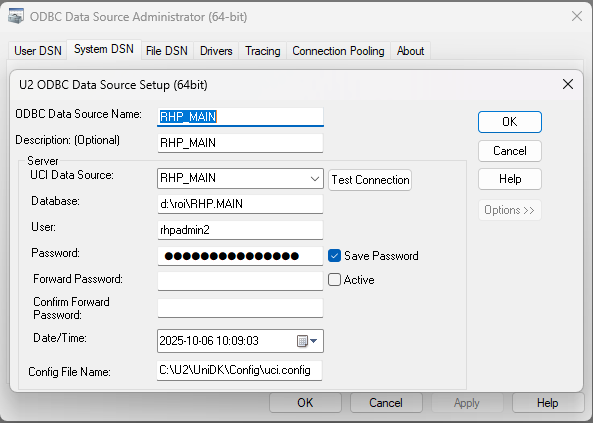 ODBC Data Source Administrator (64-bit)
User DSN System DSN File DSN Drivers Tracing Connection Pooling About
U2 ODBC Data Source Setup (64bit)
ODBC Data Source Name: RHP_MAIN OK
Description: (Optional) RHP_MAIN Cancel
Server
UCI Data Source: RHP_MAIN Test Connection Help
Database: d:\roi\RHP.MAIN Options >>
User: rhpadmin2
Password: ●●●●●●●●●●●●●●● Save Password
Forward Password: Active
Confirm Forward
Password:
Date/Time: 2025-10-06 10:09:03
Config File Name: C:\U2\UniDK\Config\uci.config
OK Cancel Apply Help